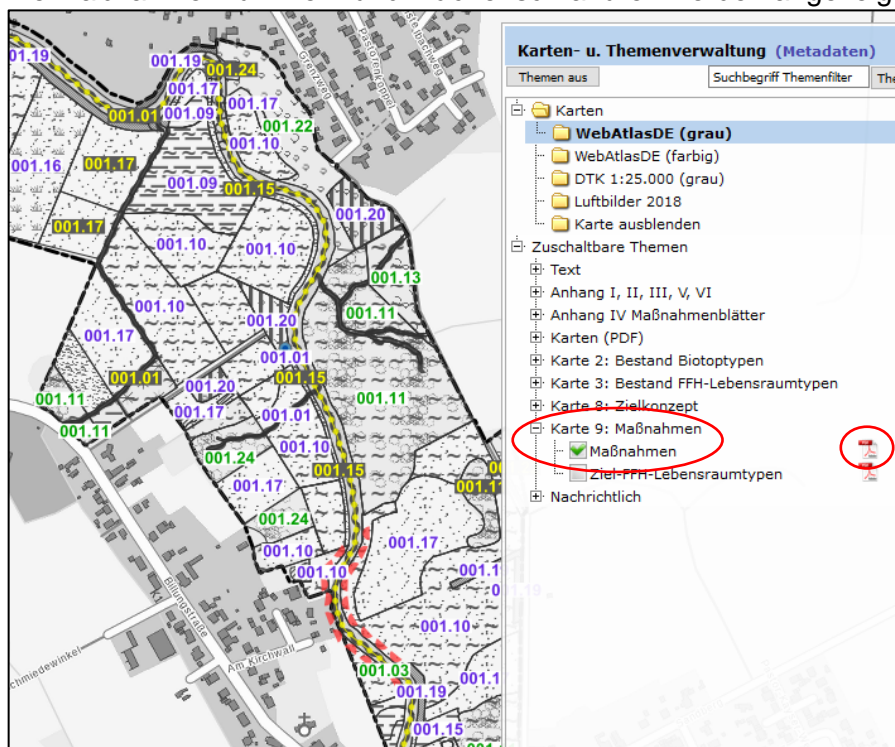 Karten- u. Themenverwaltung (Metadaten)
Themen aus
Suchbegriff Themenfilter
Karten
WebAtlasDE (grau)
WebAtlasDE (farbig)
DTK 1:25.000 (grau)
Luftbilder 2018
Karte ausblenden
Zuschaltbare Themen
Text
Anhang I, II, III, V, VI
Anhang IV Maßnahmenblätter
Karten (PDF)
Karte 2: Bestand Biotoptypen
Karte 3: Bestand FFH-Lebensraumtypen
Karte 8: Zielkonzept
Karte 9: Maßnahmen
Maßnahmen
Ziel-FFH-Lebensraumtypen
Nachrichtlich
01.19
001.19
001.24
001.17
001.17
001.01
001.09
001.22
001.10
001.16
001.17
001.09
001.15
001.20
001.17
001.10
001.10
001.13
001.10
001.11
001.20
001.17
001.01
001.01
001.15
001.20
001.11
001.11
001.17
001.01
001.11
001.10
001.24
001.15
001.17
001.24
001.10
001.17
001.10
001.10
001.03
001.19
001.15
Grenzweg
Pastorenkoppel
Billungstraße
Am Kirchwall
chmiedewinkel